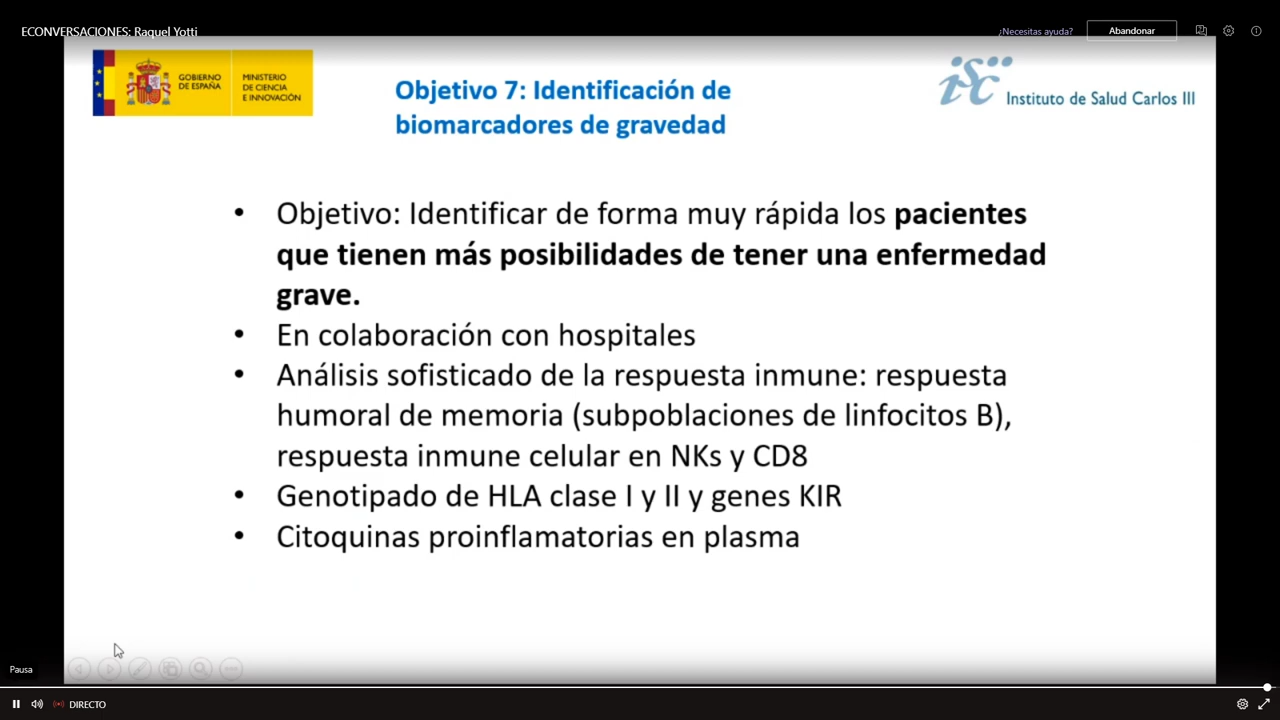 ECONVERSACIONES: Raquel Yotti
¿Necesitas ayuda?
Abandonar
GOBIERNO
DE ESPAÑA
MINISTERIO
DE CIENCIA
E INNOVACIÓN
Objetivo 7: Identificación de
biomarcadores de gravedad
isciii
Instituto de Salud Carlos III
• Objetivo: Identificar de forma muy rápida los pacientes
que tienen más posibilidades de tener una enfermedad
grave.
• En colaboración con hospitales
• Análisis sofisticado de la respuesta inmune: respuesta
humoral de memoria (subpoblaciones de linfocitos B),
respuesta inmune celular en NKs y CD8
• Genotipado de HLA clase I y II y genes KIR
• Citoquinas proinflamatorias en plasma
Pausa
DIRECTO